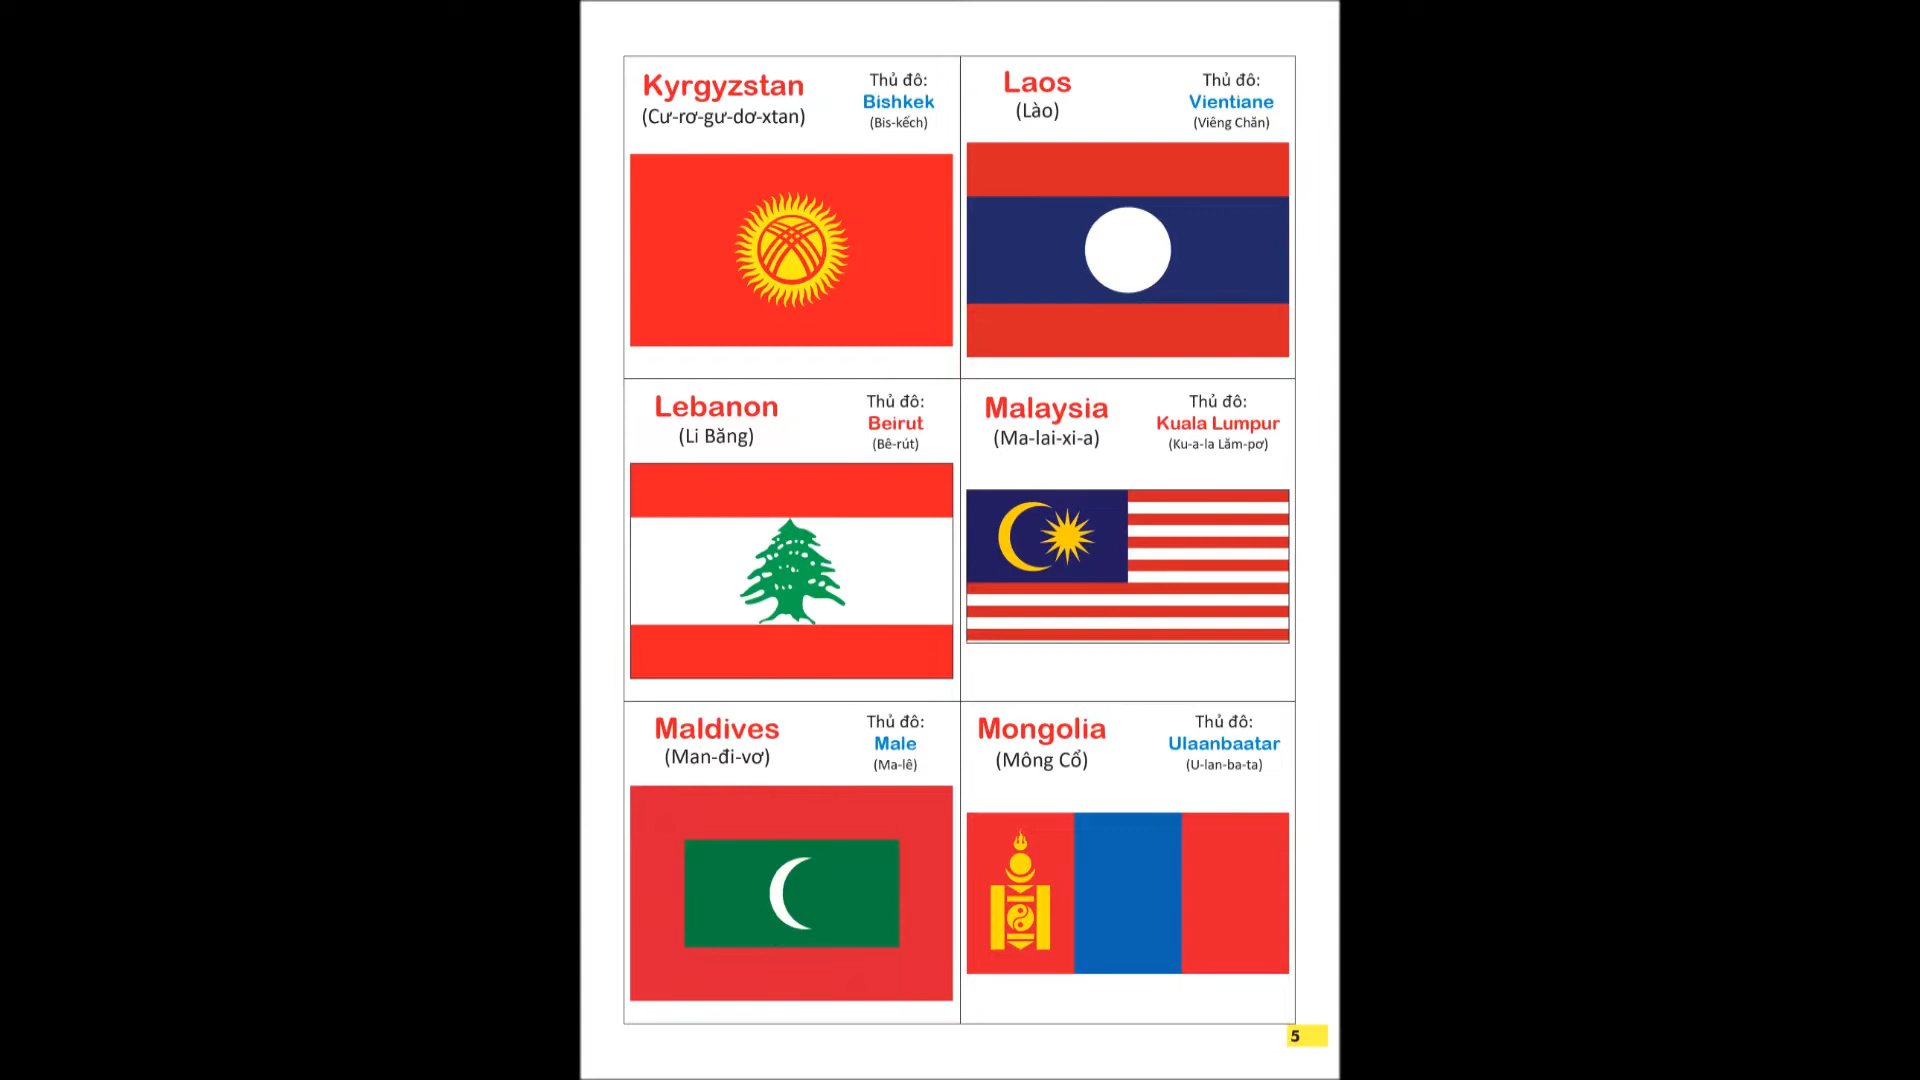 Kyrgyzstan
(Cư-rơ-gư-dơ-xtan)
Thủ đô:
Bishkek
(Bis-kếch)
Laos
(Lào)
Thủ đô:
Vientiane
(Viêng Chăn)
Lebanon
(Li Băng)
Thủ đô:
Beirut
(Bê-rút)
Malaysia
(Ma-lai-xi-a)
Thủ đô:
Kuala Lumpur
(Ku-a-la Lăm-pơ)
Maldives
(Man-đi-vơ)
Thủ đô:
Male
(Ma-lê)
Mongolia
(Mông Cổ)
Thủ đô:
Ulaanbaatar
(U-lan-ba-ta)
5